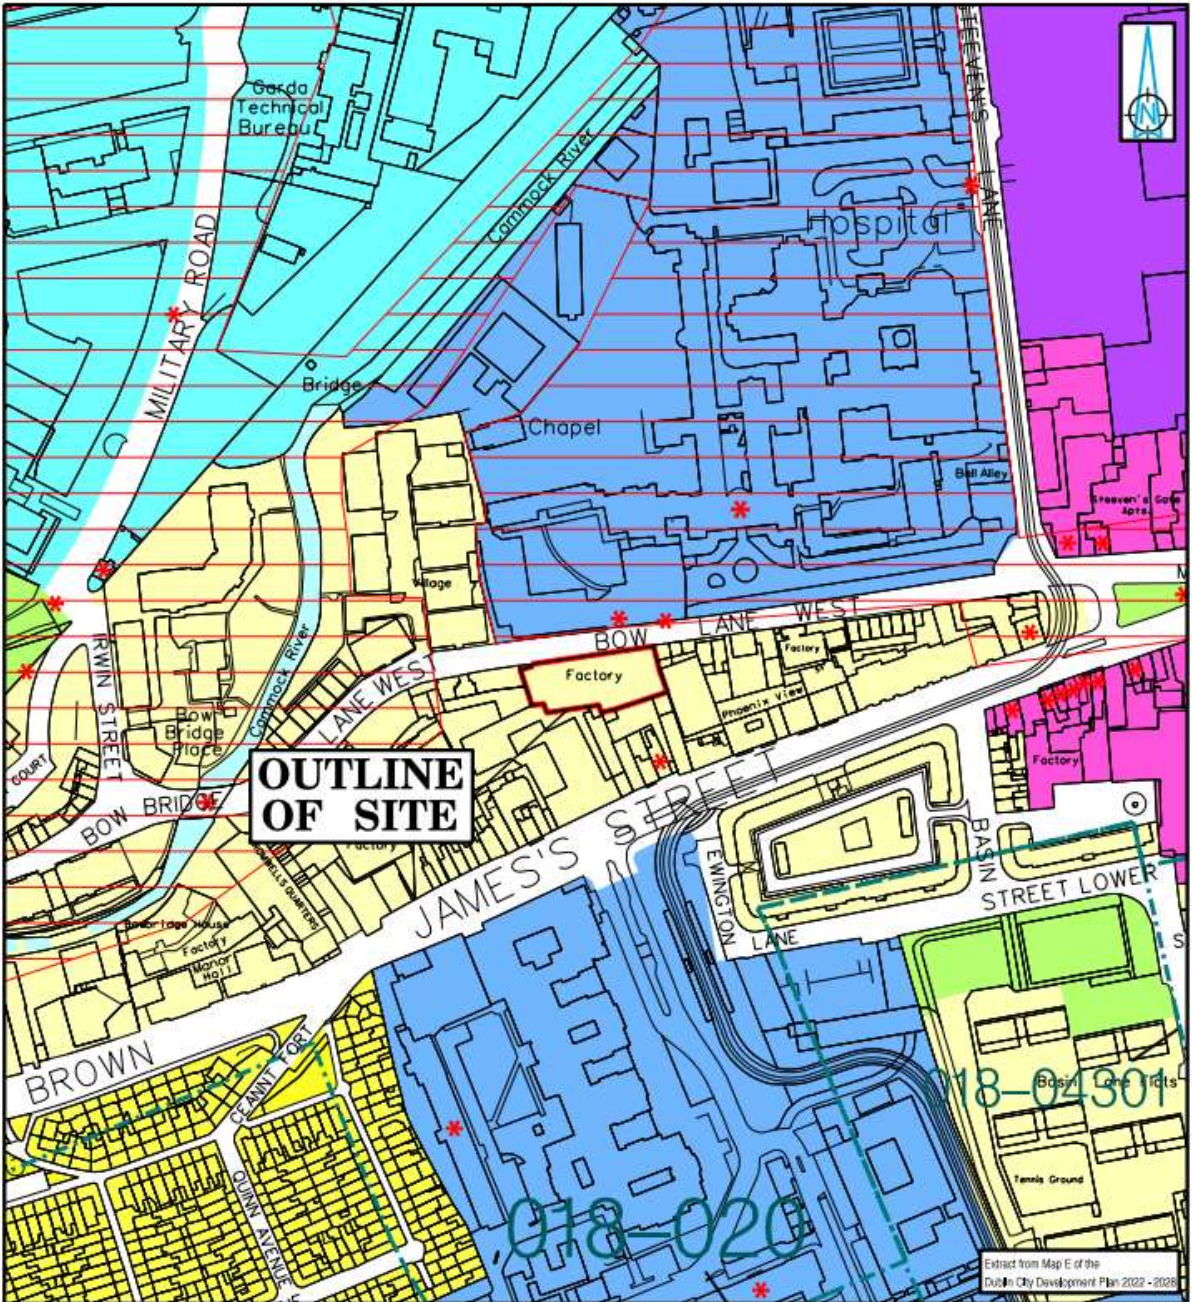 STEEVEN'S LANE
Garda
Technical
Bureau
N
Cammock River
Hospital
MILITARY ROAD
Bridge
Chapel
Bell Alley
Steeven's Gate
Apts.
Village
BOW LANE WEST
M
IRWIN STREET
Cammock River
LANE WES
Factory
Factory
Phoenix View
Bow
Bridge
Place
COURT
BOW BRIDGE
OUTLINE
OF SITE
Factory
JAMES'S STREET
Factory
EWINGTON
LANE
BASIN
STREET LOWER
S
Bowbridge House
Factory
Manor
Hall
BROWN
CEANNT FORT
QUINN AVENUE
018-04301
Basin Lane Flats
Tennis Ground
018-020
Extract from Map E of the
Dublin City Development Plan 2022 - 2028